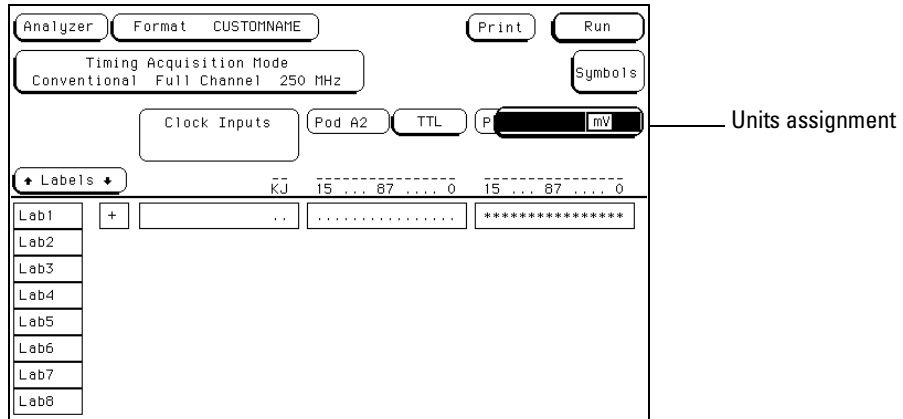 Analyzer Format CUSTOMNAME Print Run
Timing Acquisition Mode
Conventional Full Channel 250 MHz
Symbols
Clock Inputs Pod A2 TTL P mV Units assignment
↑ Labels ↓ KJ 15 ... 87 .... 0 15 ... 87 .... 0
Lab1 + .. ................ ****************
Lab2
Lab3
Lab4
Lab5
Lab6
Lab7
Lab8